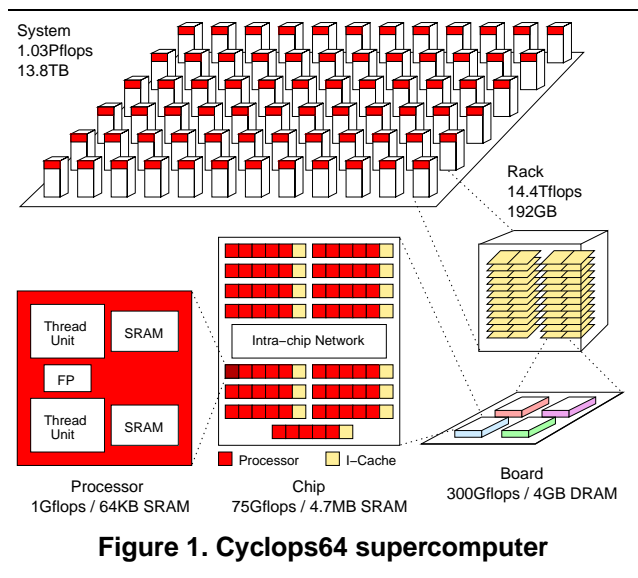 System
1.03Pflops
13.8TB
Rack
14.4Tflops
192GB
Thread
Unit
SRAM
FP
Thread
Unit
SRAM
Intra−chip Network
Processor
I−Cache
Processor
1Gflops / 64KB SRAM
Chip
75Gflops / 4.7MB SRAM
Board
300Gflops / 4GB DRAM
Figure 1. Cyclops64 supercomputer